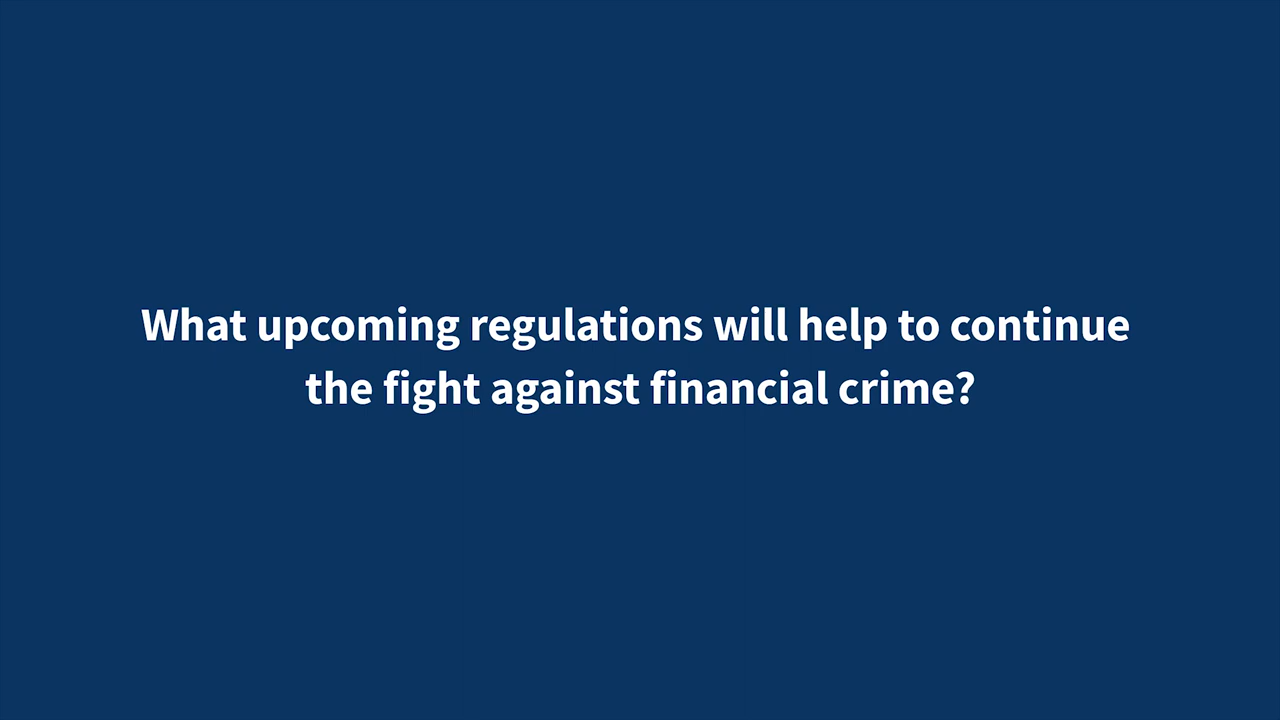 What upcoming regulations will help to continue
the fight against financial crime?